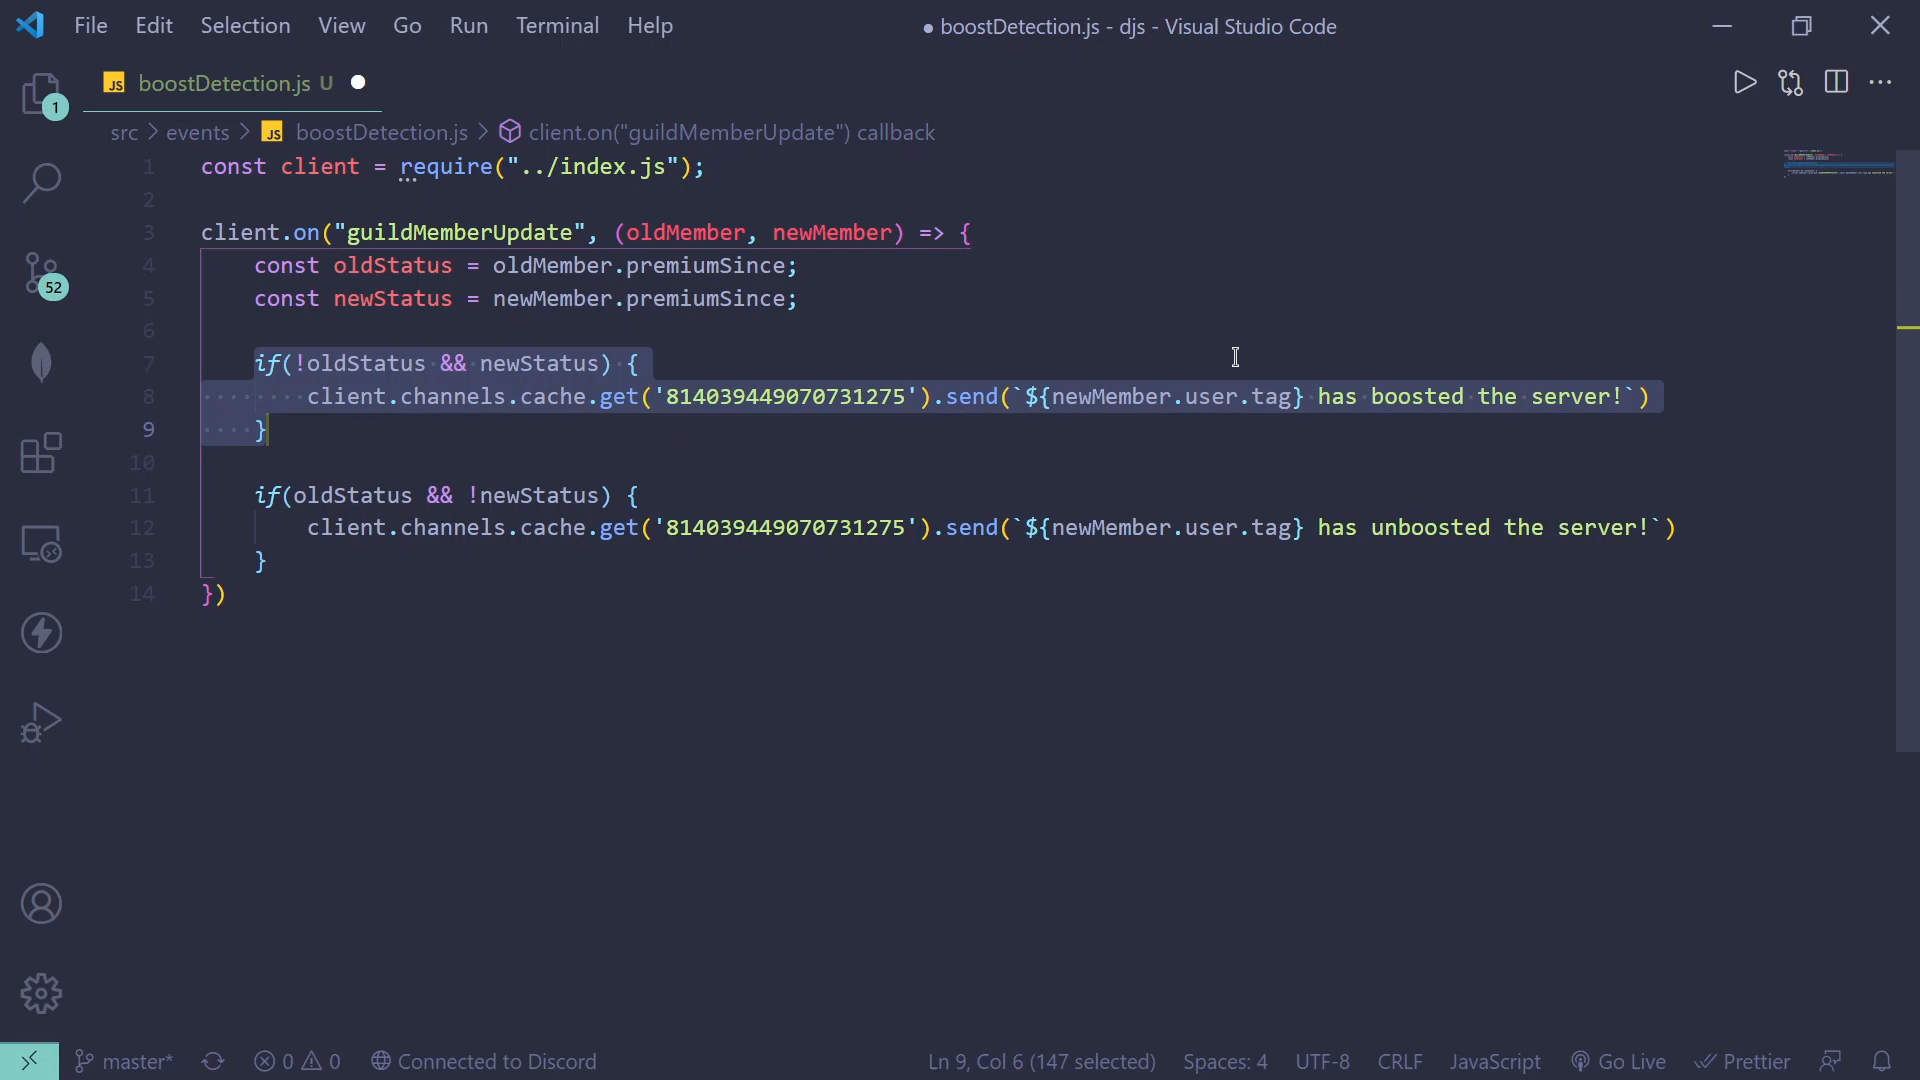 File Edit Selection View Go Run Terminal Help
● boostDetection.js - djs - Visual Studio Code
JS boostDetection.js U
src > events > JS boostDetection.js > client.on("guildMemberUpdate") callback
1 const client = require("../index.js");
2
3 client.on("guildMemberUpdate", (oldMember, newMember) => {
4 const oldStatus = oldMember.premiumSince;
5 const newStatus = newMember.premiumSince;
6
7 if(!oldStatus && newStatus) {
8 client.channels.cache.get('814039449070731275').send(`${newMember.user.tag} has boosted the server!`)
9 }
10
11 if(oldStatus && !newStatus) {
12 client.channels.cache.get('814039449070731275').send(`${newMember.user.tag} has unboosted the server!`)
13 }
14 })
1
52
master* 0 0 Connected to Discord Ln 9, Col 6 (147 selected) Spaces: 4 UTF-8 CRLF JavaScript Go Live Prettier